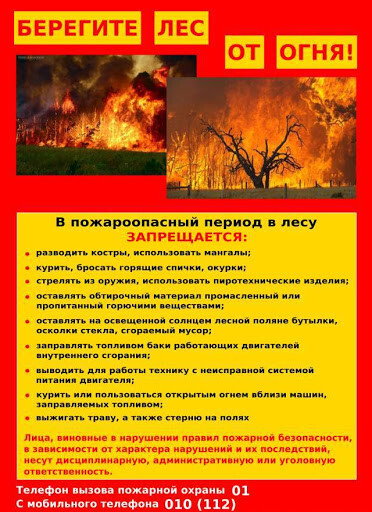 БЕРЕГИТЕ ЛЕС
ОТ ОГНЯ!
В пожароопасный период в лесу
ЗАПРЕЩАЕТСЯ:
• разводить костры, использовать мангалы;
• курить, бросать горящие спички, окурки;
• стрелять из оружия, использовать пиротехнические изделия;
• оставлять обтирочный материал промасленный или
пропитанный горючими веществами;
• оставлять на освещенной солнцем лесной поляне бутылки,
осколки стекла, сгораемый мусор;
• заправлять топливом баки работающих двигателей
внутреннего сгорания;
• выводить для работы технику с неисправной системой
питания двигателя;
• курить или пользоваться открытым огнем вблизи машин,
заправляемых топливом;
• выжигать траву, а также стерню на полях
Лица, виновные в нарушении правил пожарной безопасности,
в зависимости от характера нарушений и их последствий,
несут дисциплинарную, административную или уголовную
ответственность.
Телефон вызова пожарной охраны 01
С мобильного телефона 010 (112)